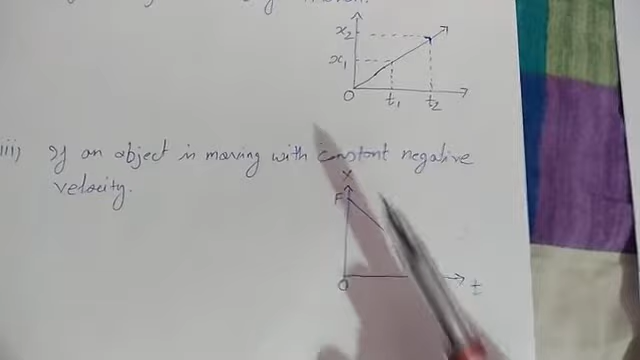 x2
x1
O
t1 t2
iii) If an object is moving with constant negative
velocity.
X
F
O
t